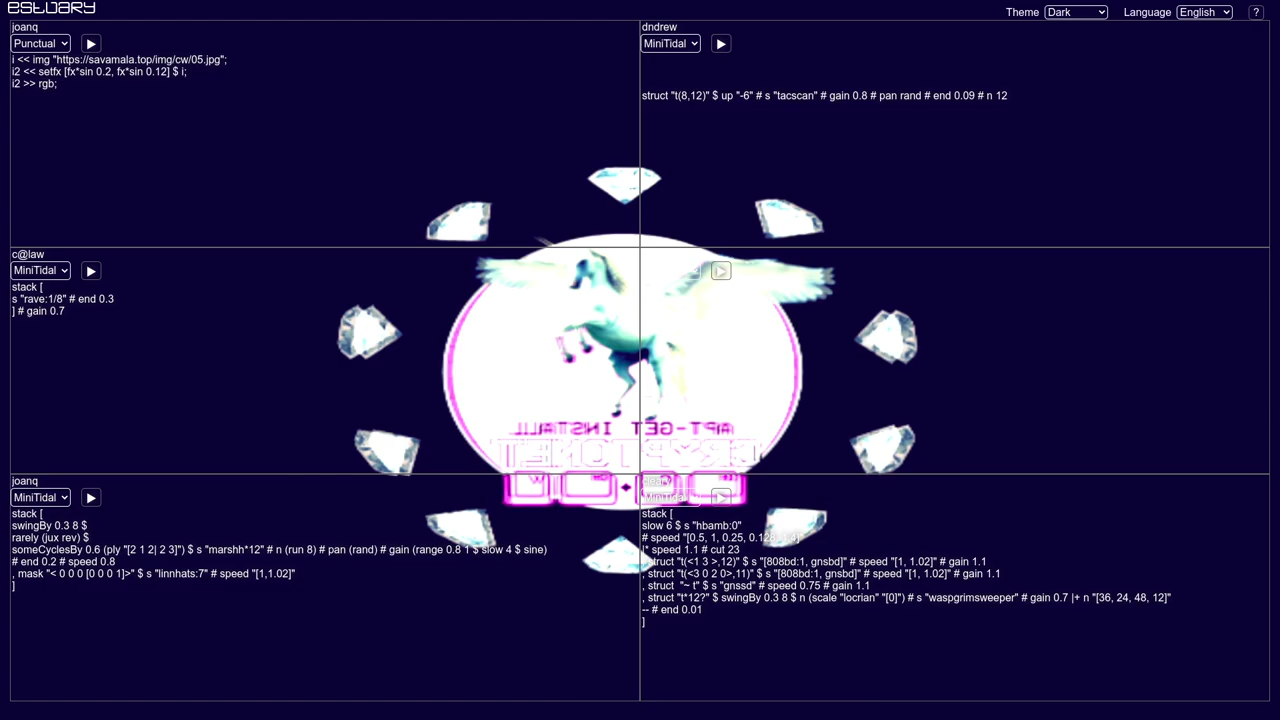 estuary
Theme Dark Language English ?
joanq
Punctual
i << img "https://savamala.top/img/cw/05.jpg";
i2 << setfx [fx*sin 0.2, fx*sin 0.12] $ i;
i2 >> rgb;
dndrew
MiniTidal
struct "t(8,12)" $ up "-6" # s "tacscan" # gain 0.8 # pan rand # end 0.09 # n 12
c@law
MiniTidal
stack [
s "rave:1/8" # end 0.3
] # gain 0.7
APT-GET INSTALL
joanq
MiniTidal
stack [
swingBy 0.3 8 $
rarely (jux rev) $
someCyclesBy 0.6 (ply "[2 1 2| 2 3]") $ s "marshh*12" # n (run 8) # pan (rand) # gain (range 0.8 1 $ slow 4 $ sine)
# end 0.2 # speed 0.8
, mask "< 0 0 0 [0 0 0 1]>" $ s "linnhats:7" # speed "[1,1.02]"
]
cleary
MiniTidal
stack [
slow 6 $ s "hbamb:0"
# speed "[0.5, 1, 0.25,
|* speed 1.1 # cut 23
, struct "t(<1 3 >,12)" $ s "[808bd:1, gnsbd]" # speed "[1, 1.02]" # gain 1.1
, struct "t(<3 0 2 0>,11)" $ s "[808bd:1, gnsbd]" # speed "[1, 1.02]" # gain 1.1
, struct  "~ t" $ s "gnssd" # speed 0.75 # gain 1.1
, struct "t*12?" $ swingBy 0.3 8 $ n (scale "locrian" "[0]") # s "waspgrimsweeper" # gain 0.7 |+ n "[36, 24, 48, 12]"
-- # end 0.01
]